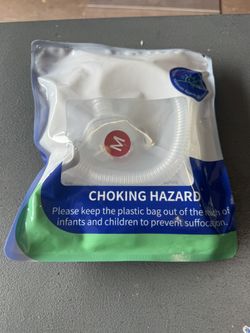 M
CHOKING HAZARD
Please keep the plastic bag out of the reach of
infants and children to prevent suffocation.